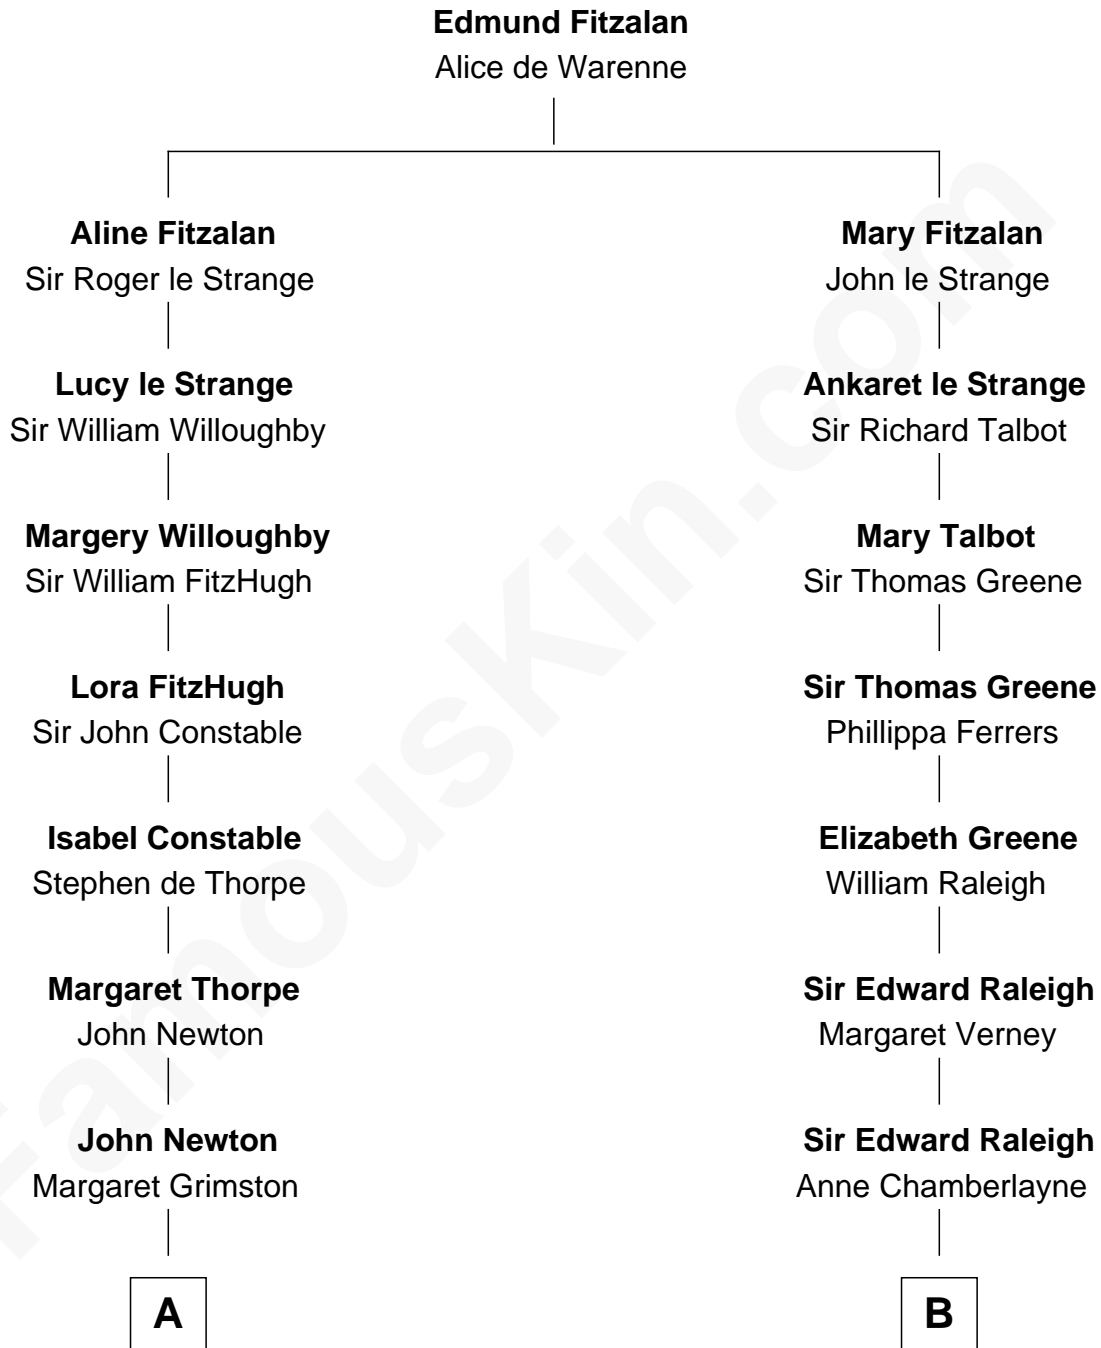 Edmund Fitzalan
Alice de Warenne
Aline Fitzalan
Sir Roger le Strange
Mary Fitzalan
John le Strange
Lucy le Strange
Sir William Willoughby
Ankaret le Strange
Sir Richard Talbot
Margery Willoughby
Sir William FitzHugh
Mary Talbot
Sir Thomas Greene
Lora FitzHugh
Sir John Constable
Sir Thomas Greene
Phillippa Ferrers
Isabel Constable
Stephen de Thorpe
Elizabeth Greene
William Raleigh
Margaret Thorpe
John Newton
Sir Edward Raleigh
Margaret Verney
John Newton
Margaret Grimston
Sir Edward Raleigh
Anne Chamberlayne
A
B
FamousKin.com